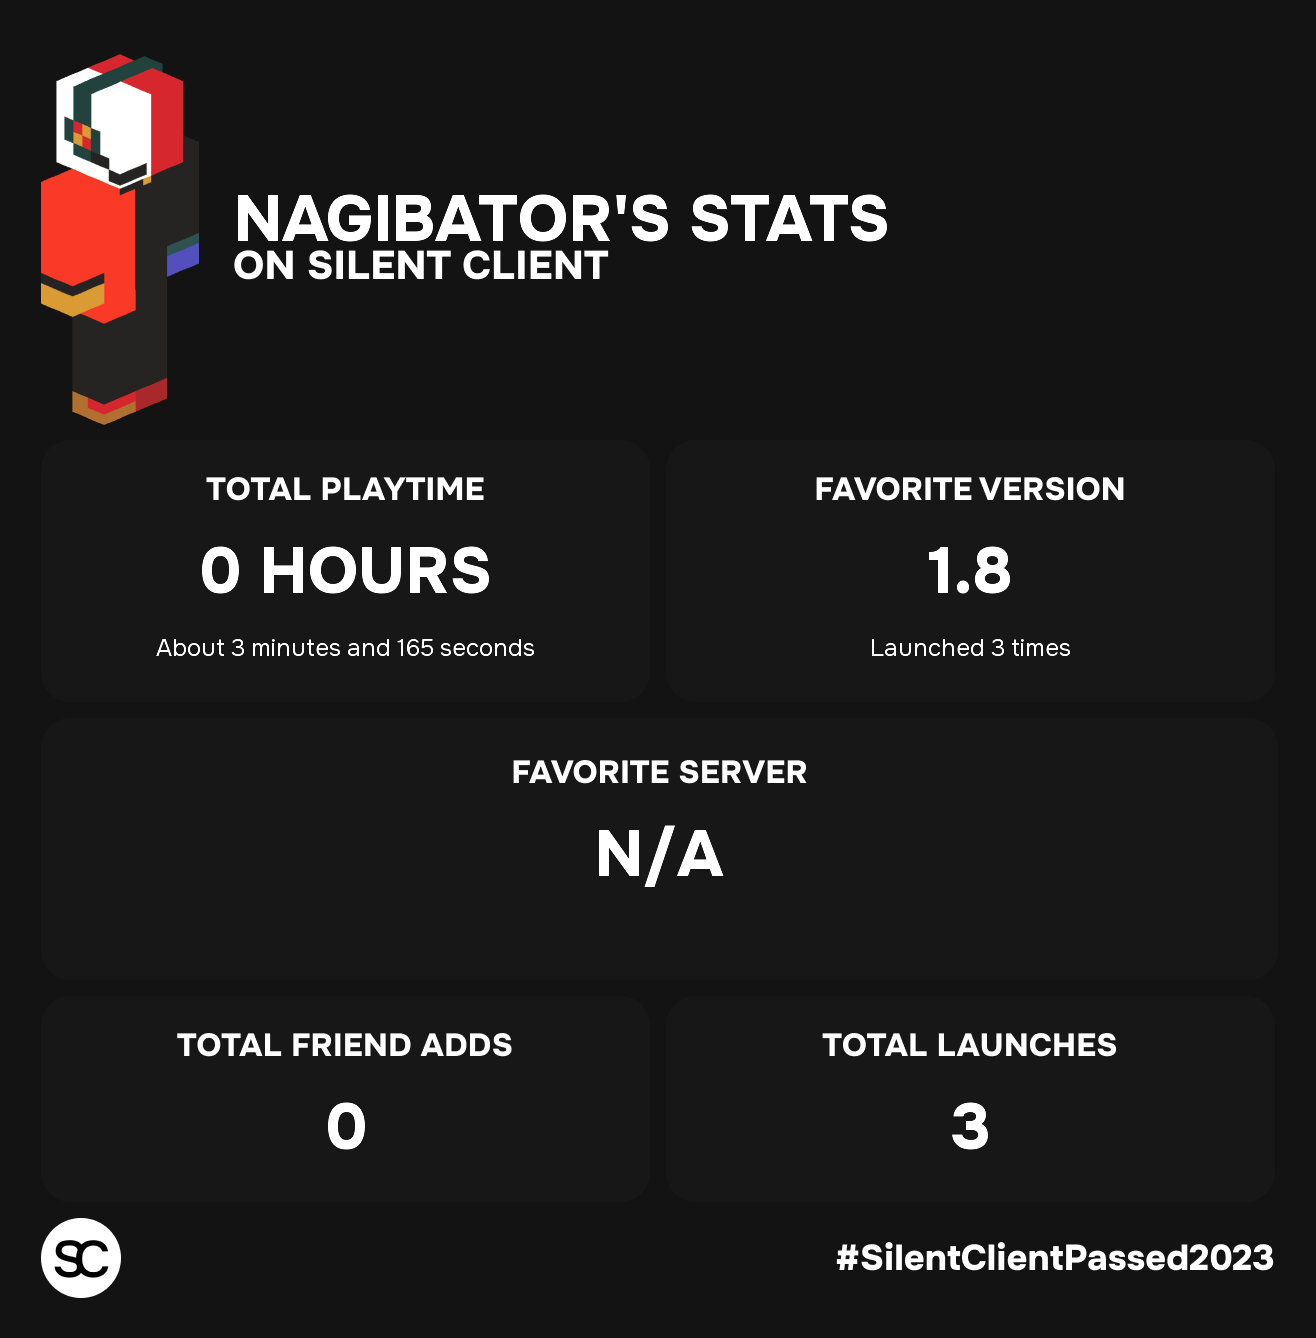 NAGIBATOR'S STATS
ON SILENT CLIENT
TOTAL PLAYTIME
0 HOURS
About 3 minutes and 165 seconds
FAVORITE VERSION
1.8
Launched 3 times
FAVORITE SERVER
N/A
TOTAL FRIEND ADDS
0
TOTAL LAUNCHES
3
SC
#SilentClientPassed2023